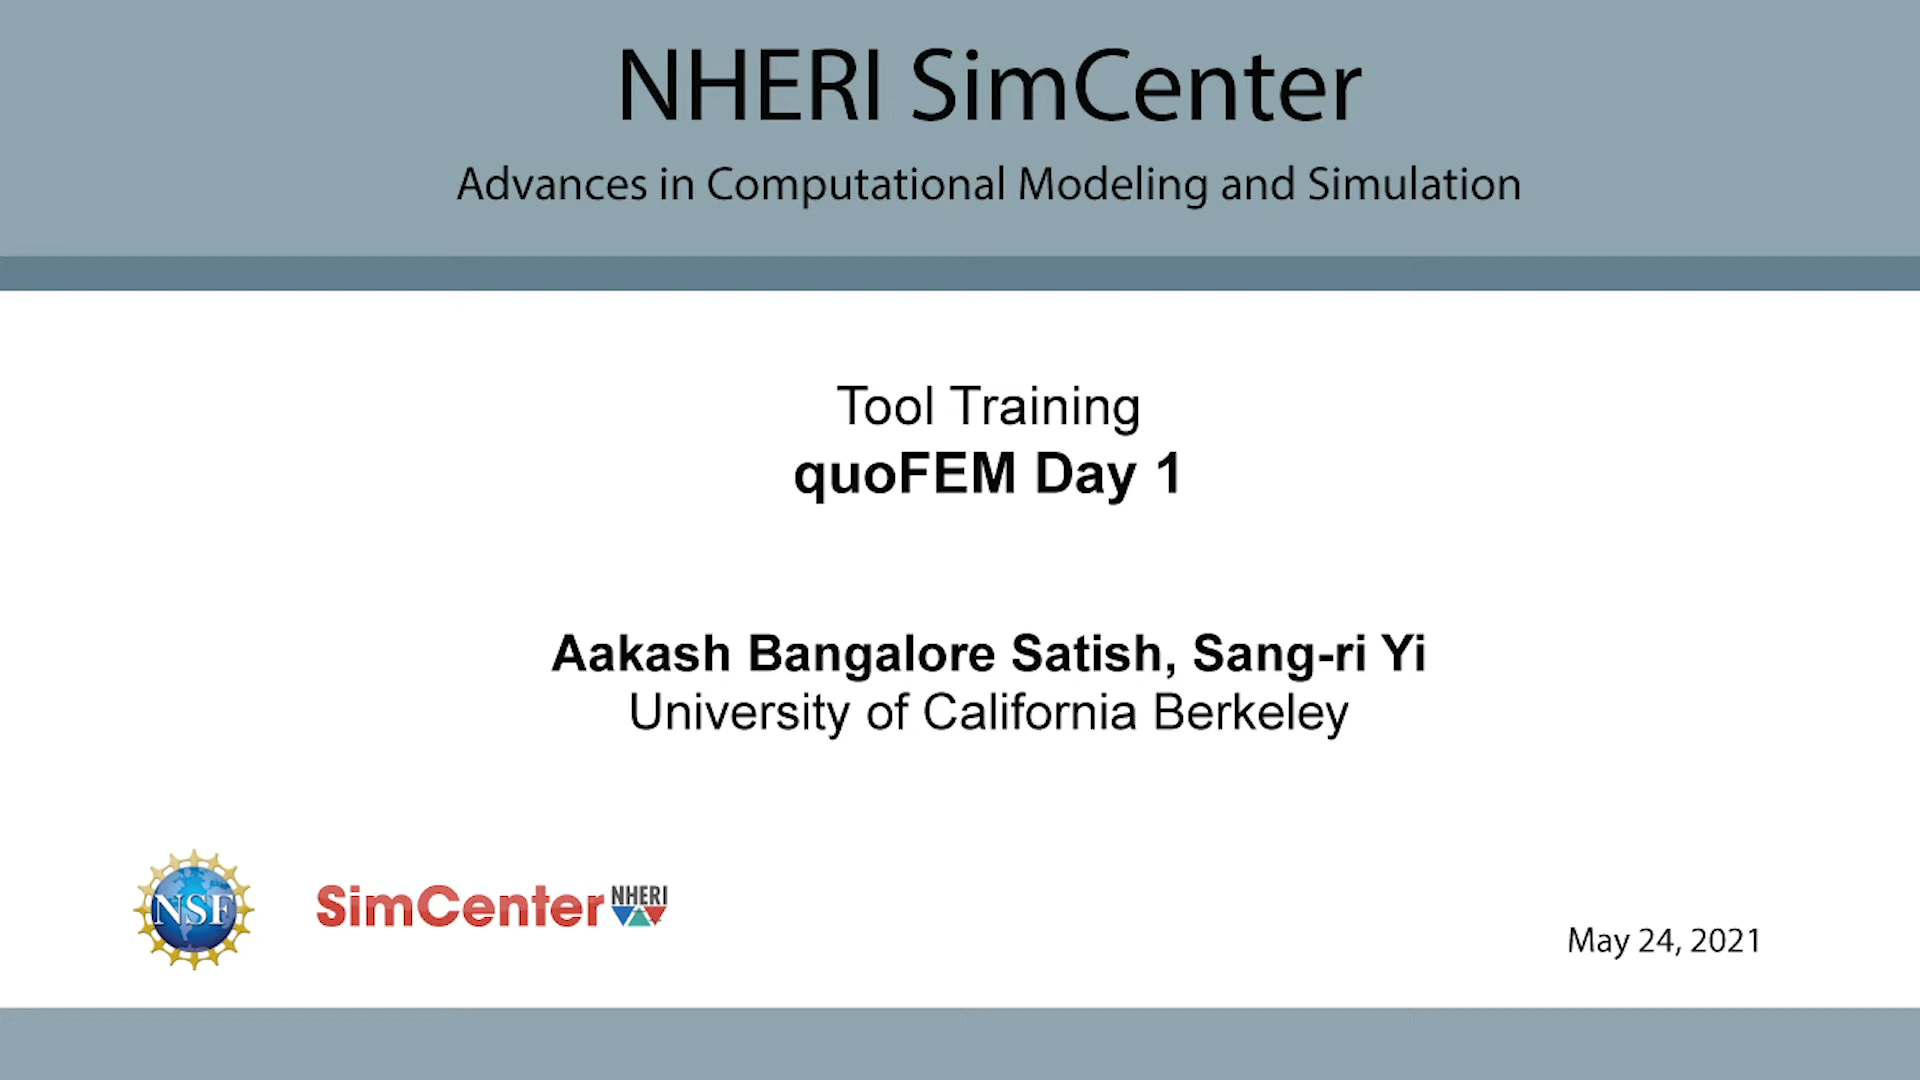 NHERI SimCenter
Advances in Computational Modeling and Simulation
Tool Training
quoFEM Day 1
Aakash Bangalore Satish, Sang-ri Yi
University of California Berkeley
NSF
SimCenter NHERI
May 24, 2021